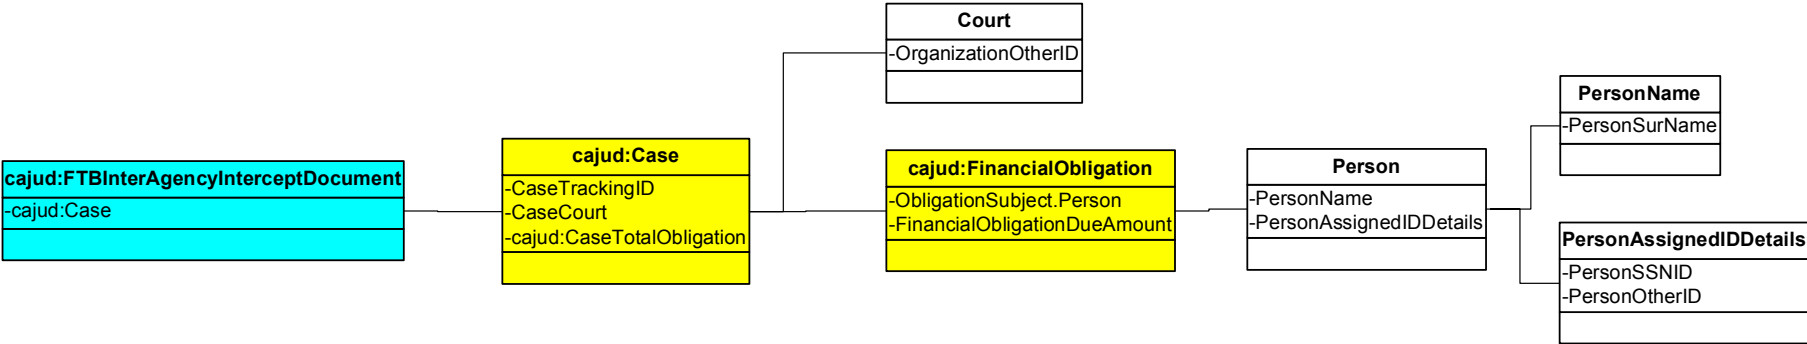 cajud:FTBInterAgencyInterceptDocument
-cajud:Case
cajud:Case
-CaseTrackingID
-CaseCourt
-cajud:CaseTotalObligation
Court
-OrganizationOtherID
cajud:FinancialObligation
-ObligationSubject.Person
-FinancialObligationDueAmount
Person
-PersonName
-PersonAssignedIDDetails
PersonName
-PersonSurName
PersonAssignedIDDetails
-PersonSSNID
-PersonOtherID